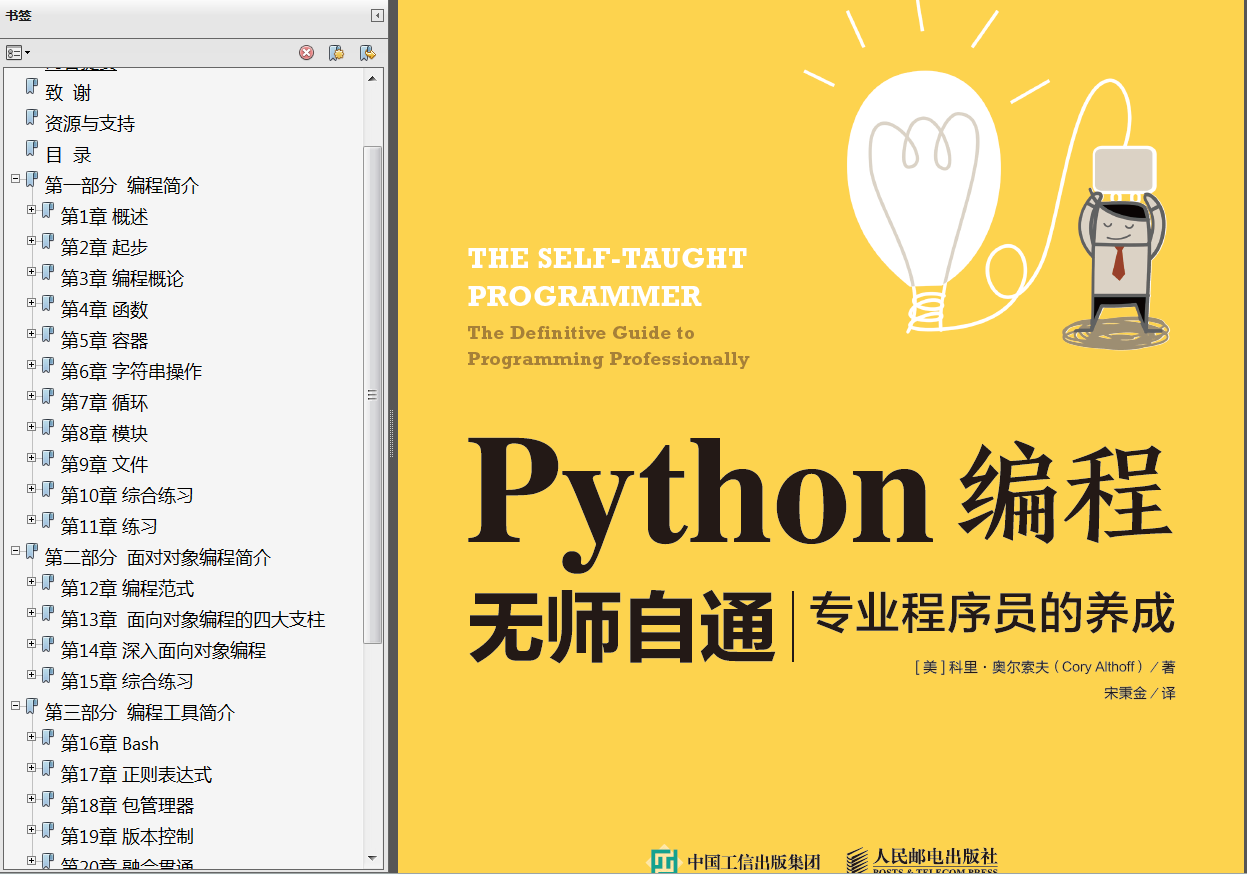 书签
致 谢
资源与支持
目 录
第一部分 编程简介
第1章 概述
第2章 起步
第3章 编程概论
第4章 函数
第5章 容器
第6章 字符串操作
第7章 循环
第8章 模块
第9章 文件
第10章 综合练习
第11章 练习
第二部分 面对对象编程简介
第12章 编程范式
第13章 面向对象编程的四大支柱
第14章 深入面向对象编程
第15章 综合练习
第三部分 编程工具简介
第16章 Bash
第17章 正则表达式
第18章 包管理器
第19章 版本控制
第20章 融会贯通
THE SELF-TAUGHT
PROGRAMMER
The Definitive Guide to
Programming Professionally
Python 编程
无师自通
专业程序员的养成
[ 美 ] 科里·奥尔索夫（Cory Althoff）／著
宋秉金／译
中国工信出版集团
人民邮电出版社
POSTS & TELECOM PRESS